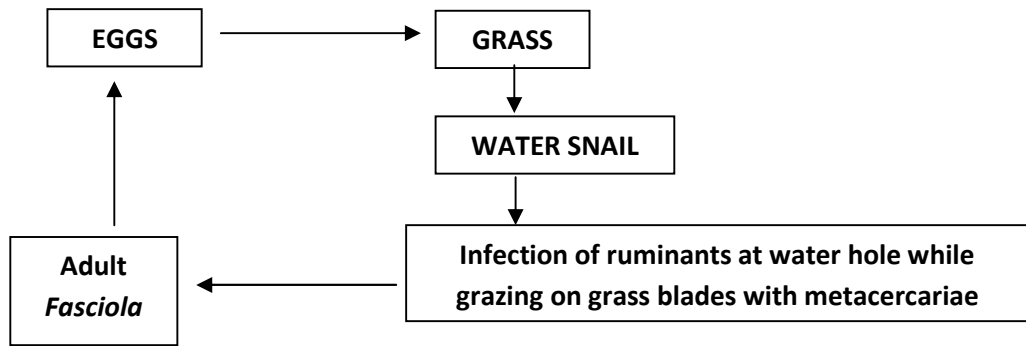 EGGS
GRASS
WATER SNAIL
Infection of ruminants at water hole while
grazing on grass blades with metacercariae
Adult
Fasciola